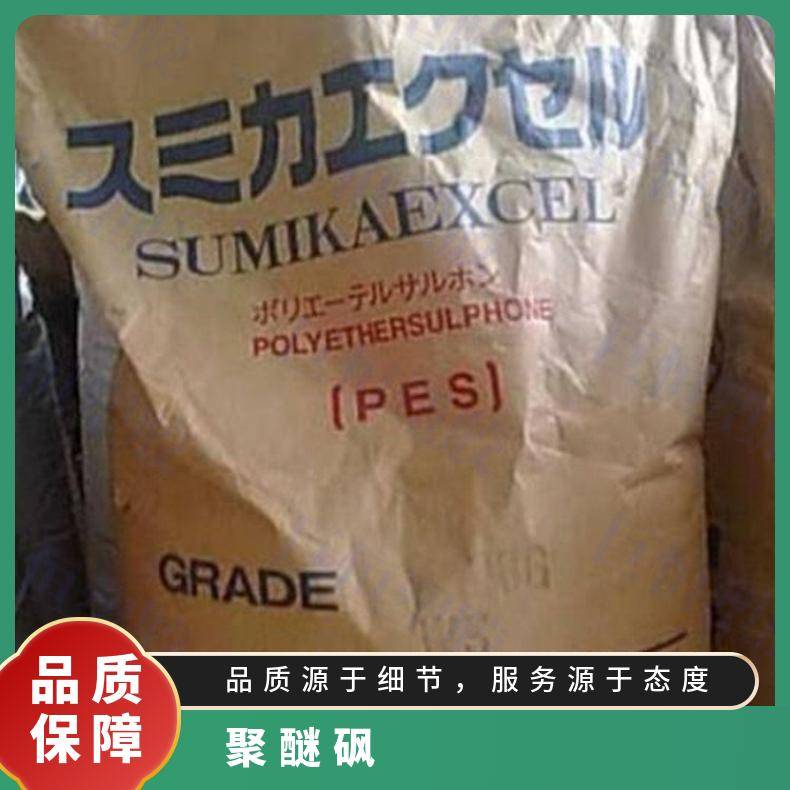 スミカエクセル
SUMIKAEXCEL
ポリエーテルサルホン
POLYETHERSULPHONE
[PES]
GRADE
品质保障
品质源于细节，服务源于态度
聚醚砜